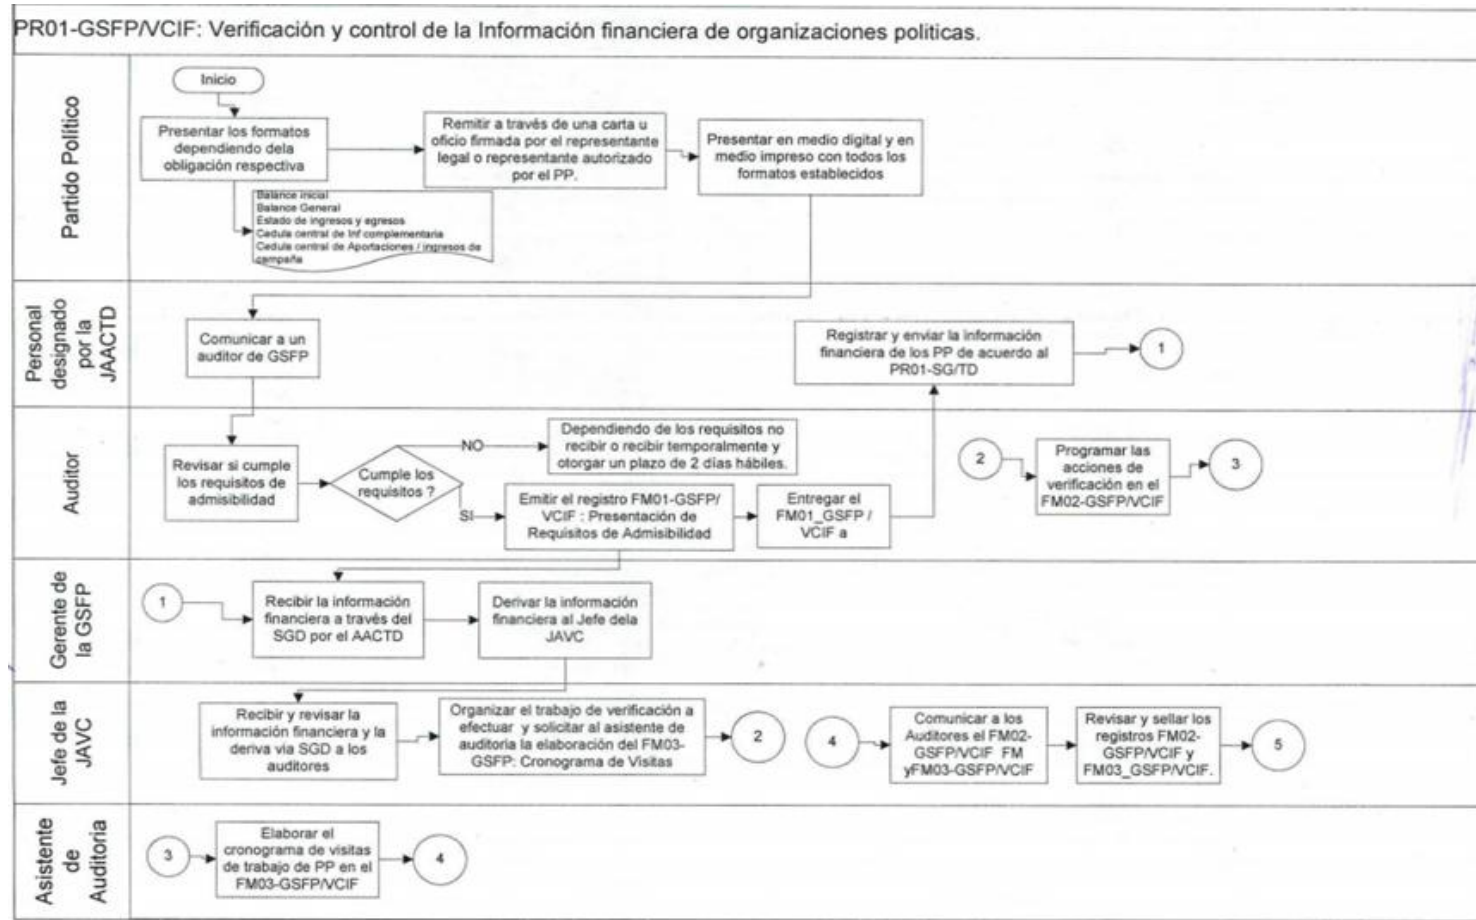 PR01-GSFP/VCIF: Verificación y control de la Información financiera de organizaciones politicas.
Partido Político
Inicio
Presentar los formatos
dependiendo dela
obligación respectiva
Remitir a través de una carta u
oficio firmada por el representante
legal o representante autorizado
por el PP.
Presentar en medio digital y en
medio impreso con todos los
formatos establecidos
Balance inicial
Balance General
Estado de ingresos y egresos
Cedula central de Inf complementaria
Cedula central de Aportaciones / ingresos de
campaña
Personal
designado
por la
JAACTD
Comunicar a un
auditor de GSFP
Registrar y enviar la información
financiera de los PP de acuerdo al
PR01-SG/TD
1
Auditor
Revisar si cumple
los requisitos de
admisibilidad
Cumple los
requisitos ?
NO
Dependiendo de los requisitos no
recibir o recibir temporalmente y
otorgar un plazo de 2 días hábiles.
SI
Emitir el registro FM01-GSFP/
VCIF : Presentación de
Requisitos de Admisibilidad
Entregar el
FM01_GSFP /
VCIF a
2
Programar las
acciones de
verificación en el
FM02-GSFP/VCIF
3
Gerente de
la GSFP
1
Recibir la información
financiera a través del
SGD por el AACTD
Derivar la información
financiera al Jefe dela
JAVC
Jefe de la
JAVC
Recibir y revisar la
información financiera y la
deriva via SGD a los
auditores
Organizar el trabajo de verificación a
efectuar y solicitar al asistente de
auditoria la elaboración del FM03-
GSFP: Cronograma de Visitas
2
4
Comunicar a los
Auditores el FM02-
GSFP/VCIF FM
yFM03-GSFP/VCIF
Revisar y sellar los
registros FM02-
GSFP/VCIF y
FM03_GSFP/VCIF.
5
Asistente
de
Auditoria
3
Elaborar el
cronograma de visitas
de trabajo de PP en el
FM03-GSFP/VCIF
4